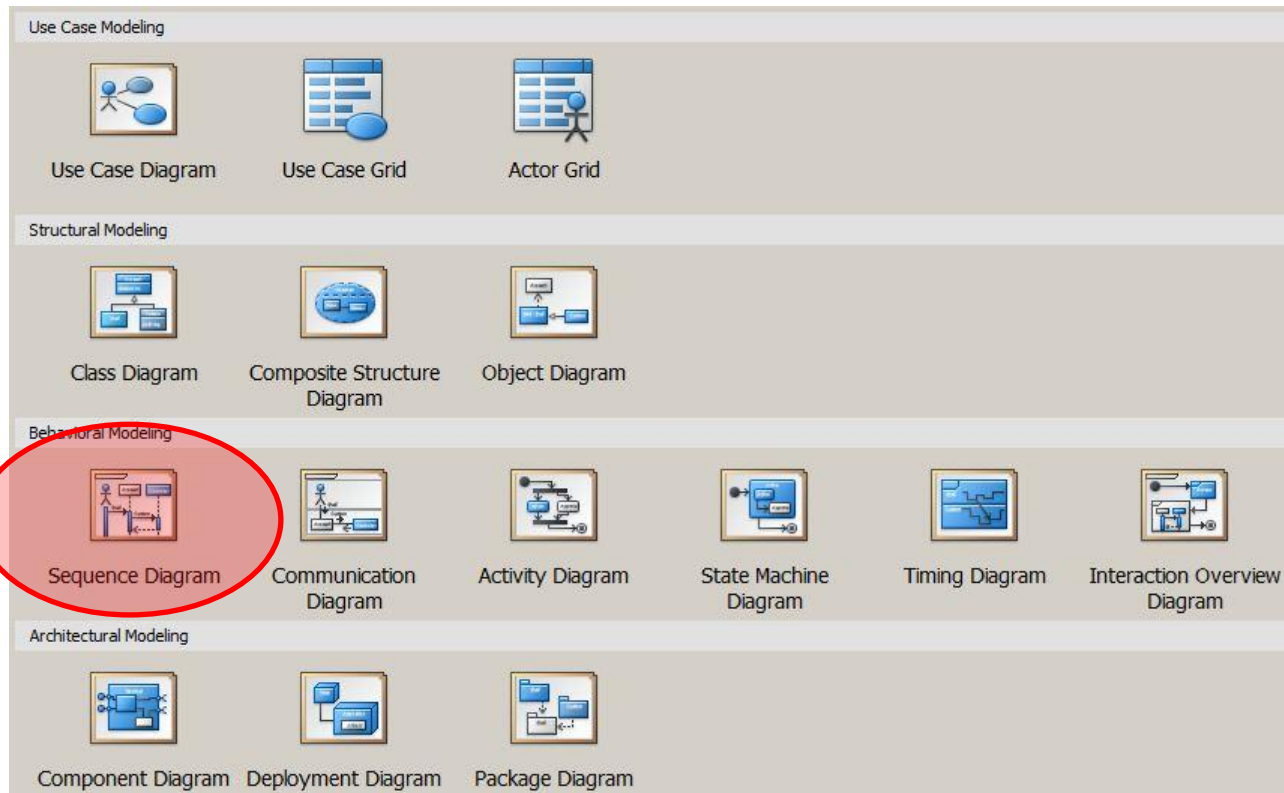 Use Case Modeling
Use Case Diagram
Use Case Grid
Actor Grid
Structural Modeling
Class Diagram
Composite Structure
Diagram
Object Diagram
Behavioral Modeling
Sequence Diagram
Communication
Diagram
Activity Diagram
State Machine
Diagram
Timing Diagram
Interaction Overview
Diagram
Architectural Modeling
Component Diagram
Deployment Diagram
Package Diagram